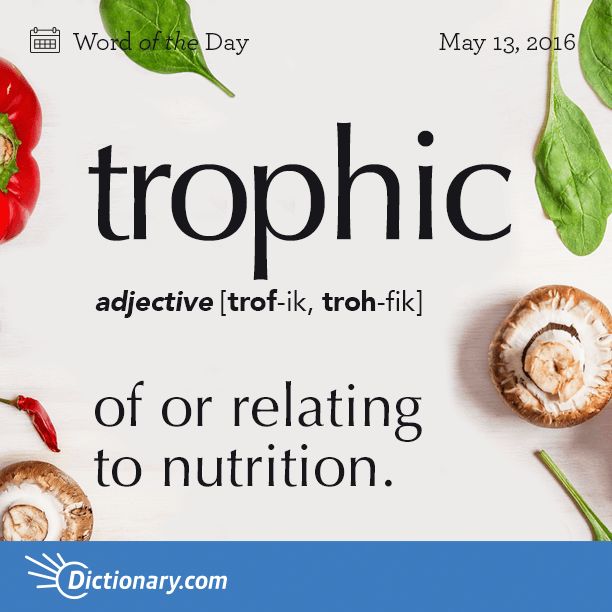 Word of the Day
May 13, 2016
trophic
adjective [trof-ik, troh-fik]
of or relating
to nutrition.
Dictionary.com